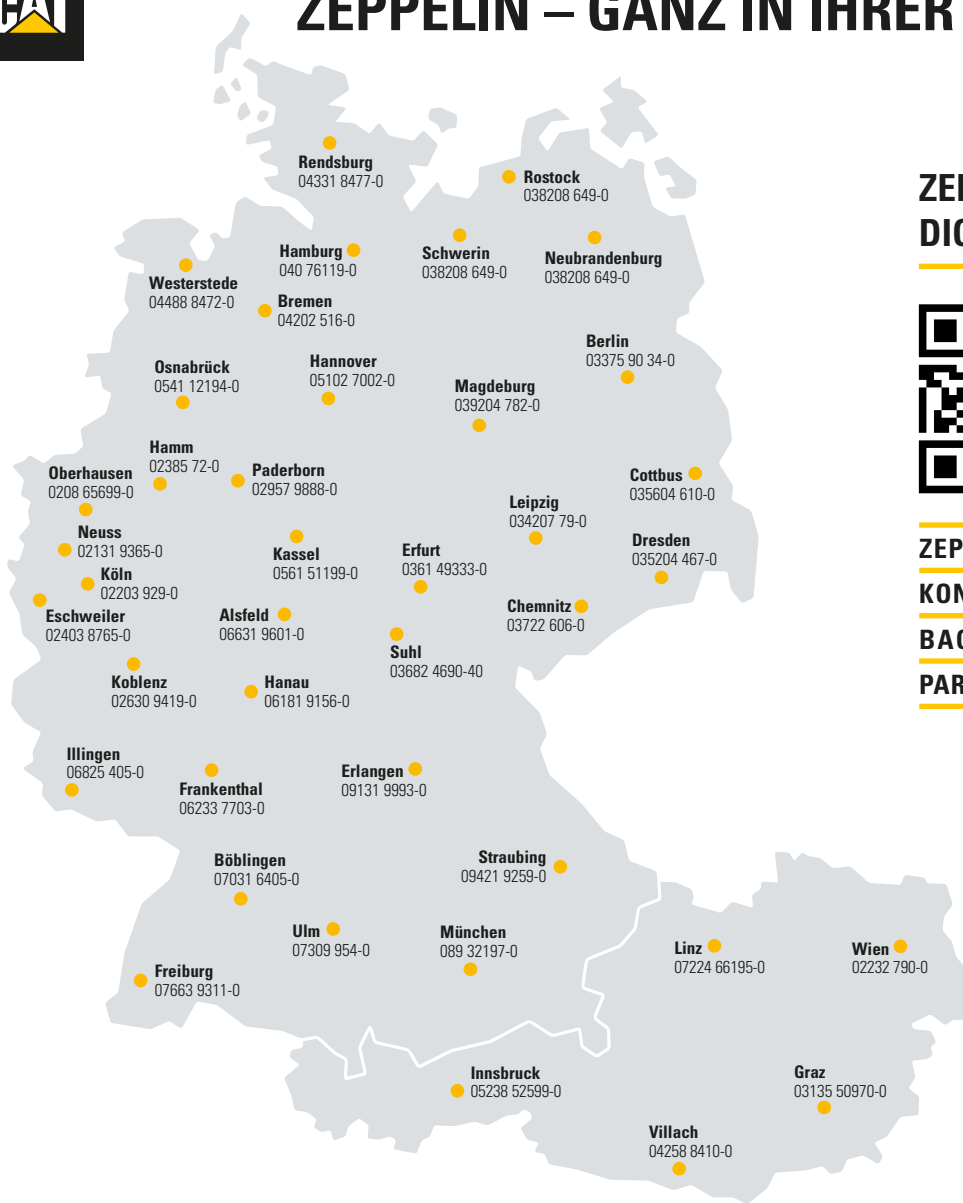 ZEPPELIN – GANZ IN IHRER
Rendsburg
04331 8477-0
Rostock
038208 649-0
Hamburg
040 76119-0
Schwerin
038208 649-0
Neubrandenburg
038208 649-0
Westerstede
04488 8472-0
Bremen
04202 516-0
Berlin
03375 90 34-0
Osnabrück
0541 12194-0
Hannover
05102 7002-0
Magdeburg
039204 782-0
Hamm
02385 72-0
Oberhausen
0208 65699-0
Paderborn
02957 9888-0
Cottbus
035604 610-0
Leipzig
034207 79-0
Neuss
02131 9365-0
Kassel
0561 51199-0
Erfurt
0361 49333-0
Dresden
035204 467-0
Köln
02203 929-0
Eschweiler
02403 8765-0
Alsfeld
06631 9601-0
Chemnitz
03722 606-0
Suhl
03682 4690-40
Koblenz
02630 9419-0
Hanau
06181 9156-0
Illingen
06825 405-0
Frankenthal
06233 7703-0
Erlangen
09131 9993-0
Böblingen
07031 6405-0
Straubing
09421 9259-0
Ulm
07309 954-0
München
089 32197-0
Linz
07224 66195-0
Wien
02232 790-0
Freiburg
07663 9311-0
Innsbruck
05238 52599-0
Graz
03135 50970-0
Villach
04258 8410-0
ZEP
KON
PAR